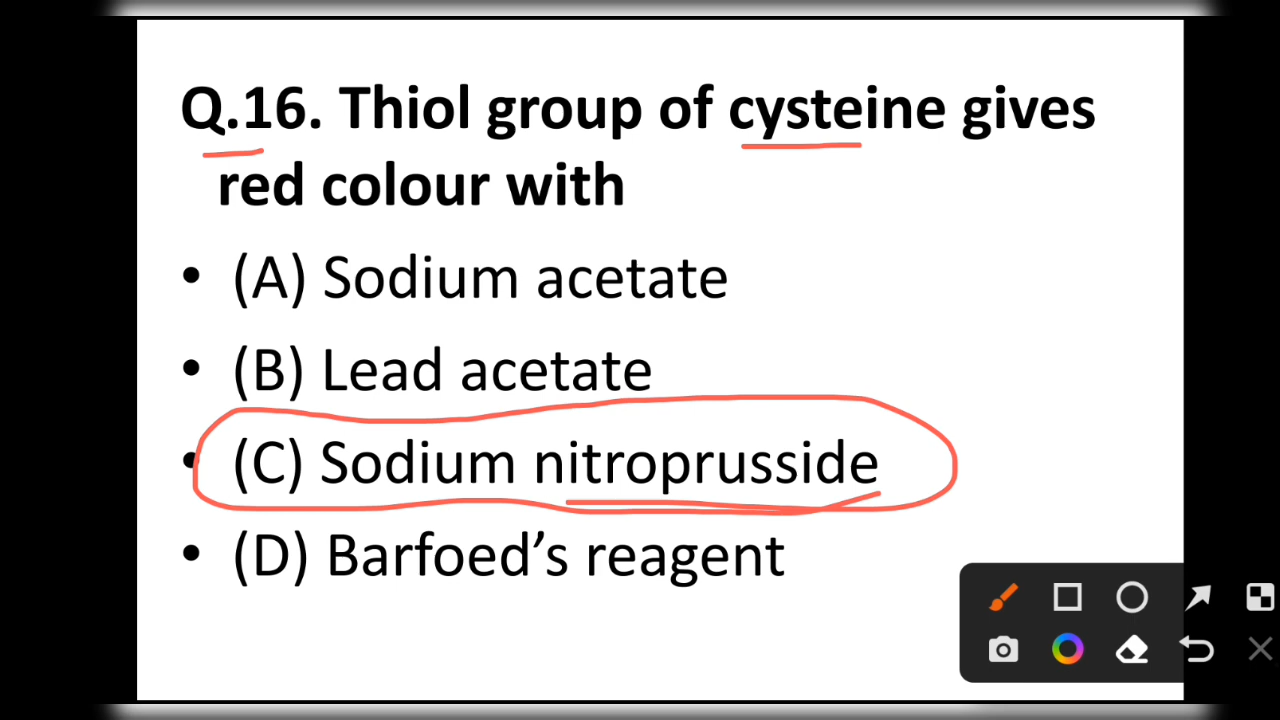 Q.16. Thiol group of cysteine gives
red colour with
• (A) Sodium acetate
• (B) Lead acetate
• (C) Sodium nitroprusside
• (D) Barfoed’s reagent